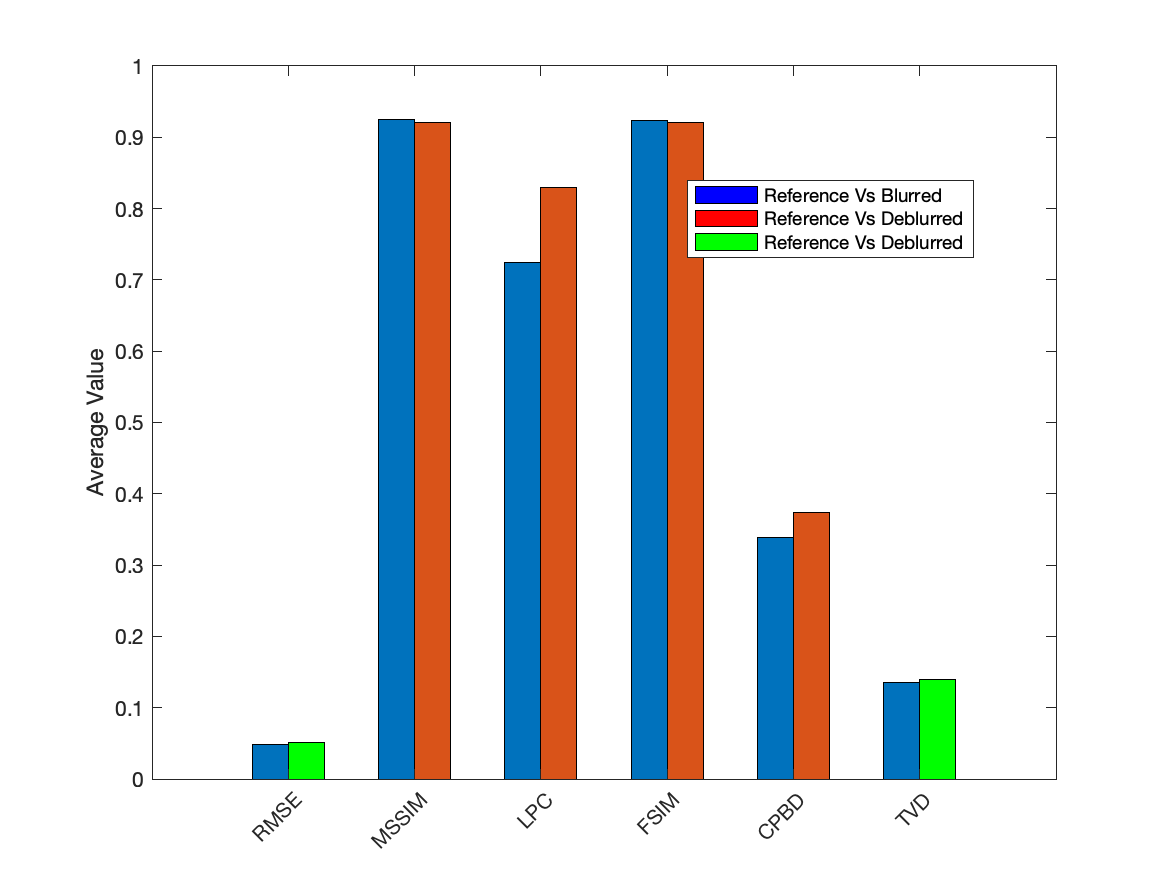 1
0.9
0.8
0.7
0.6
0.5
0.4
0.3
0.2
0.1
0
Average Value
Reference Vs Blurred
Reference Vs Deblurred
Reference Vs Deblurred
RMSE
MSSIM
LPC
FSIM
CPBD
TVD